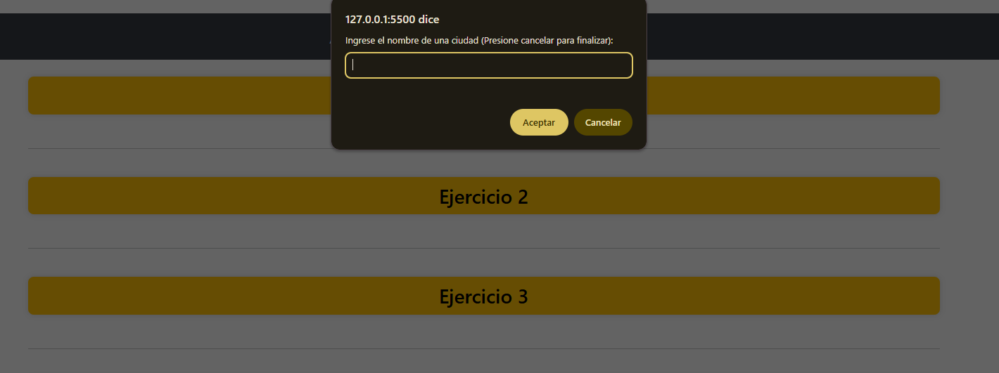 127.0.0.1:5500 dice
Ingrese el nombre de una ciudad (Presione cancelar para finalizar):
Aceptar
Cancelar
Ejercicio 2
Ejercicio 3